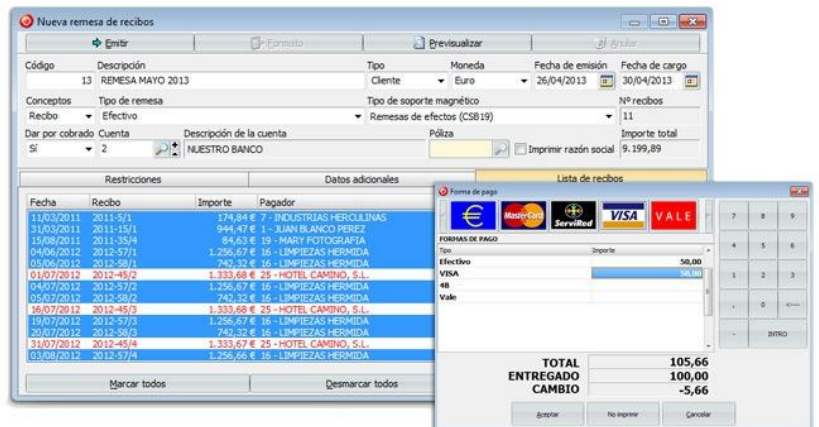 Nueva remesa de recibos
Emitir Formato Previsualizar Anular
Código Descripción Tipo Moneda Fecha de emisión Fecha de cargo
13 REMESA MAYO 2013 Cliente Euro 26/04/2013 30/04/2013
Conceptos Tipo de remesa Tipo de soporte magnético Nº recibos
Recibo Efectivo Remesas de efectos (CSB19) 11
Dar por cobrado Cuenta Descripción de la cuenta Póliza Importe total
Sí 2 NUESTRO BANCO Imprimir razón social 9.199,89
Restricciones Datos adicionales Lista de recibos
Fecha Recibo Importe Pagador
11/03/2011 2011-5/1 174,84 € 7 - INDUSTRIAS HERCULINAS
31/03/2011 2011-15/1 944,47 € 1 - JUAN BLANCO PEREZ
15/08/2011 2011-35/4 84,63 € 19 - MARY FOTOGRAFIA
04/06/2012 2012-57/1 1.256,67 € 16 - LIMPIEZAS HERMIDA
05/06/2012 2012-58/1 742,32 € 16 - LIMPIEZAS HERMIDA
01/07/2012 2012-45/2 1.333,68 € 25 - HOTEL CAMINO, S.L.
04/07/2012 2012-57/2 1.256,67 € 16 - LIMPIEZAS HERMIDA
05/07/2012 2012-58/2 742,32 € 16 - LIMPIEZAS HERMIDA
16/07/2012 2012-45/3 1.333,68 € 25 - HOTEL CAMINO, S.L.
19/07/2012 2012-57/3 1.256,67 € 16 - LIMPIEZAS HERMIDA
20/07/2012 2012-58/3 742,32 € 16 - LIMPIEZAS HERMIDA
31/07/2012 2012-45/4 1.333,67 € 25 - HOTEL CAMINO, S.L.
03/08/2012 2012-57/4 1.256,66 € 16 - LIMPIEZAS HERMIDA
Marcar todos Desmarcar todos
Forma de pago
€ MasterCard ServiRed VISA VALE
FORMAS DE PAGO
Tipo Importe
Efectivo 50,00
VISA 50,00
4B
Vale
7 8 9
4 5 6
1 2 3
, 0 <---
- INTRO
TOTAL 105,66
ENTREGADO 100,00
CAMBIO -5,66
Aceptar No imprimir Cancelar